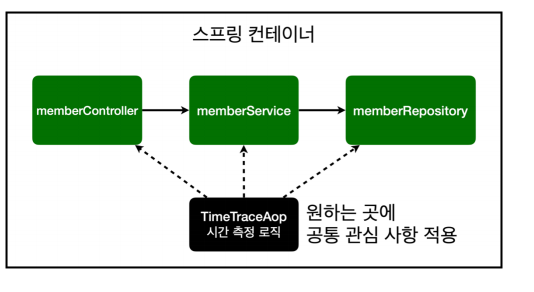 스프링 컨테이너
memberController
memberService
memberRepository
TimeTraceAop
시간 측정 로직
원하는 곳에
공통 관심 사항 적용